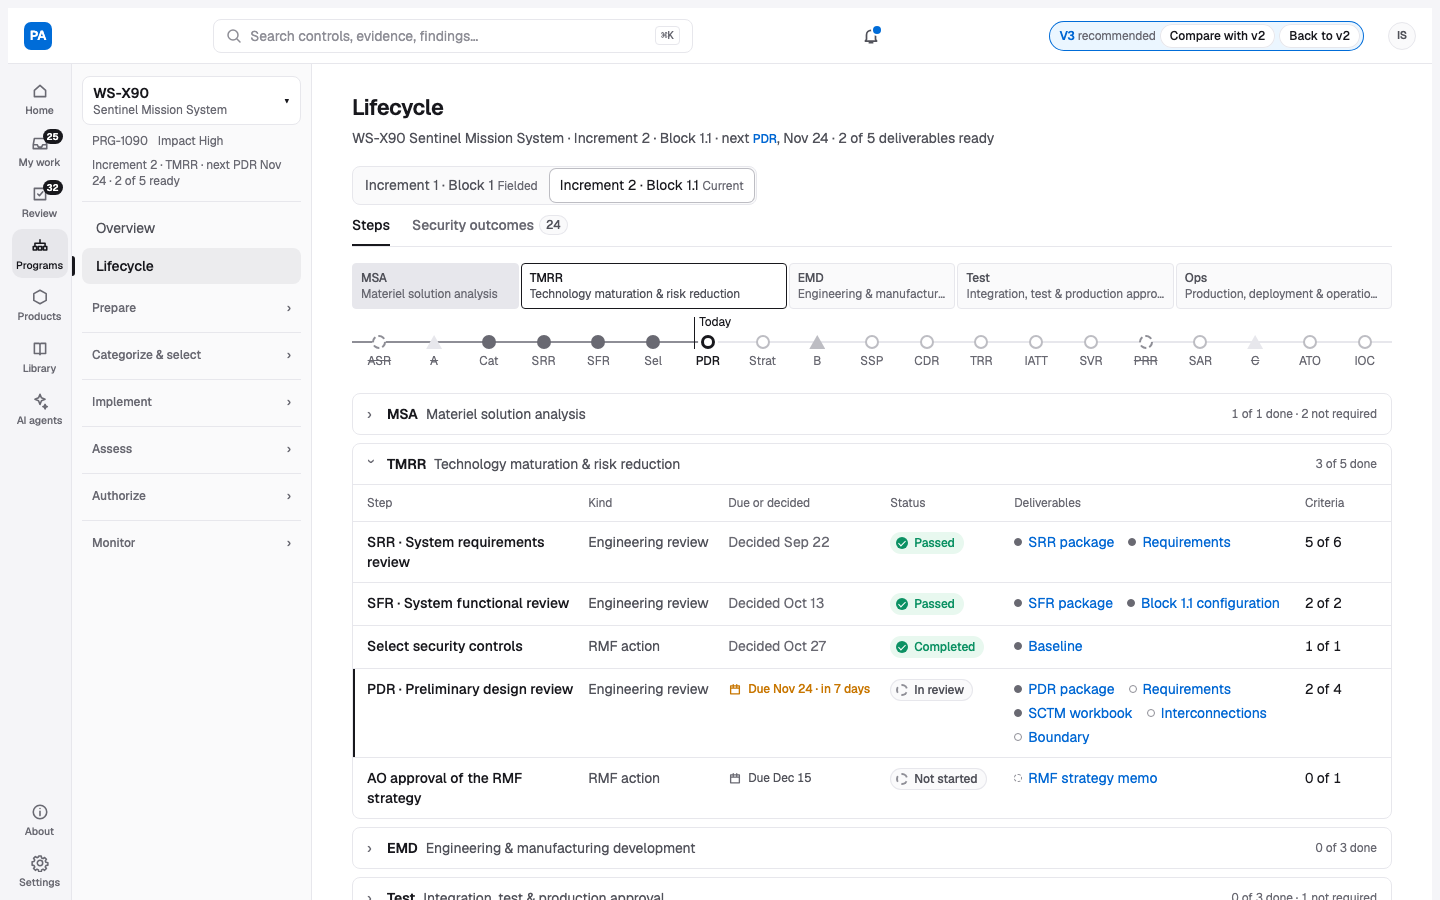 PA
Search controls, evidence, findings...
⌘K
V3 recommended
Compare with v2
Back to v2
IS
Home
25
My work
32
Review
Programs
Products
Library
AI agents
About
Settings
WS-X90
Sentinel Mission System
PRG-1090 Impact High
Increment 2 · TMRR · next PDR Nov
24 · 2 of 5 ready
Overview
Lifecycle
Prepare
Categorize & select
Implement
Assess
Authorize
Monitor
Lifecycle
WS-X90 Sentinel Mission System · Increment 2 · Block 1.1 · next PDR, Nov 24 · 2 of 5 deliverables ready
Increment 1 · Block 1 Fielded
Increment 2 · Block 1.1 Current
Steps
Security outcomes 24
MSA
Materiel solution analysis
TMRR
Technology maturation & risk reduction
EMD
Engineering & manufactur...
Test
Integration, test & production appro...
Ops
Production, deployment & operatio...
Today
ASR A Cat SRR SFR Sel PDR Strat B SSP CDR TRR IATT SVR PRR SAR C ATO IOC
MSA Materiel solution analysis 1 of 1 done · 2 not required
TMRR Technology maturation & risk reduction 3 of 5 done
Step Kind Due or decided Status Deliverables Criteria
SRR · System requirements Engineering review Decided Sep 22 Passed SRR package Requirements 5 of 6
review
SFR · System functional review Engineering review Decided Oct 13 Passed SFR package Block 1.1 configuration 2 of 2
Select security controls RMF action Decided Oct 27 Completed Baseline 1 of 1
PDR · Preliminary design review Engineering review Due Nov 24 · in 7 days In review PDR package Requirements 2 of 4
SCTM workbook Interconnections
Boundary
AO approval of the RMF RMF action Due Dec 15 Not started RMF strategy memo 0 of 1
strategy
EMD Engineering & manufacturing development 0 of 3 done
Test Integration, test & production approval 0 of 3 done · 1 not required